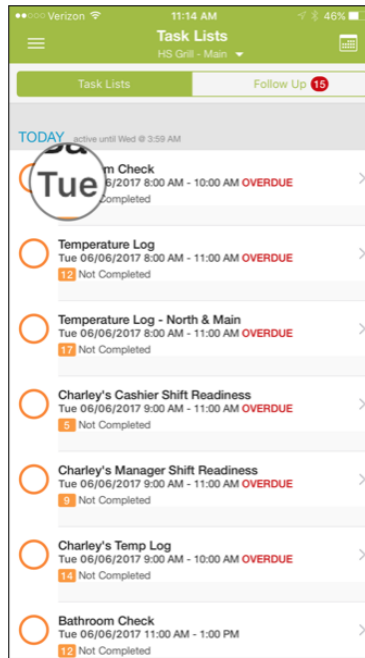 Verizon 11:14 AM 46%
Task Lists
HS Grill - Main
Task Lists Follow Up 15
TODAY active until Wed @ 3:59 AM
m Check
Tue 6/2017 8:00 AM - 10:00 AM OVERDUE
Completed
Temperature Log
Tue 06/06/2017 8:00 AM - 11:00 AM OVERDUE
12 Not Completed
Temperature Log - North & Main
Tue 06/06/2017 8:00 AM - 11:00 AM OVERDUE
17 Not Completed
Charley's Cashier Shift Readiness
Tue 06/06/2017 9:00 AM - 11:00 AM OVERDUE
5 Not Completed
Charley's Manager Shift Readiness
Tue 06/06/2017 9:00 AM - 11:00 AM OVERDUE
9 Not Completed
Charley's Temp Log
Tue 06/06/2017 9:00 AM - 10:00 AM OVERDUE
14 Not Completed
Bathroom Check
Tue 06/06/2017 11:00 AM - 1:00 PM
12 Not Completed